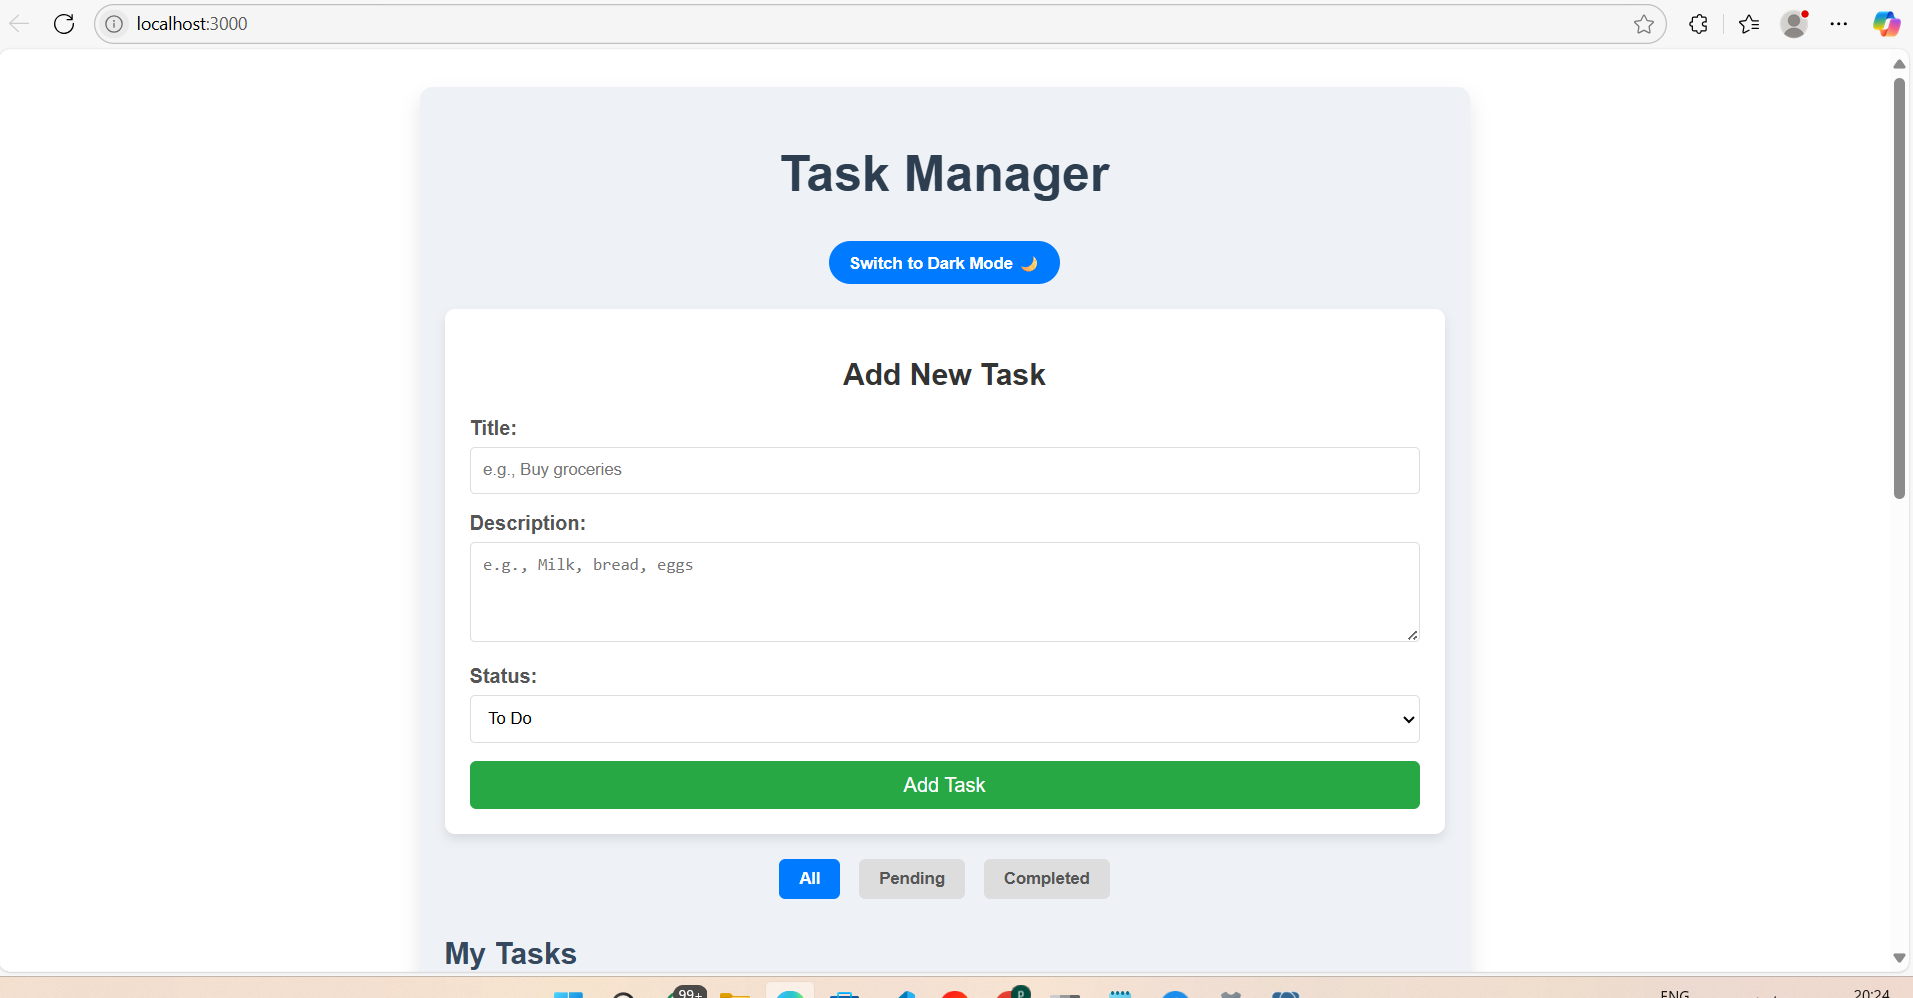 localhost:3000
Task Manager
Switch to Dark Mode 🌙
Add New Task
Title:
e.g., Buy groceries
Description:
e.g., Milk, bread, eggs
Status:
To Do
Add Task
All Pending Completed
My Tasks
99+
P
ENG 20:24